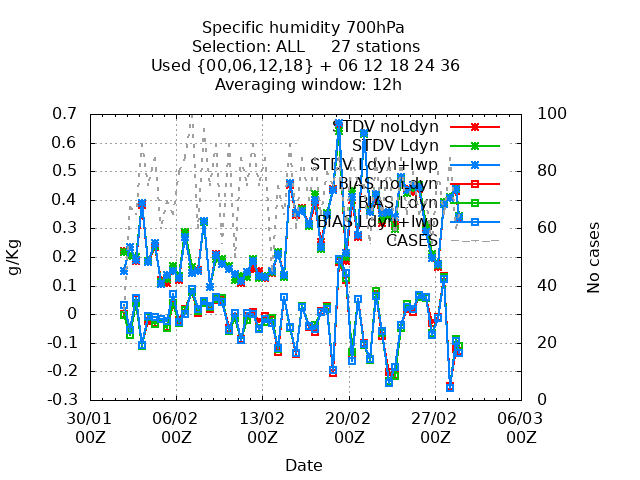 Specific humidity 700hPa
Selection: ALL 27 stations
Used {00,06,12,18} + 06 12 18 24 36
Averaging window: 12h
0.7
0.6
0.5
0.4
0.3
0.2
0.1
0
-0.1
-0.2
-0.3
g/Kg
100
80
60
40
20
0
No cases
STDV noLdyn
STDV Ldyn
STDV Ldyn+lwp
BIAS noLdyn
BIAS Ldyn
BIAS Ldyn+lwp
CASES
30/01 06/02 13/02 20/02 27/02 06/03
00Z 00Z 00Z 00Z 00Z 00Z
Date